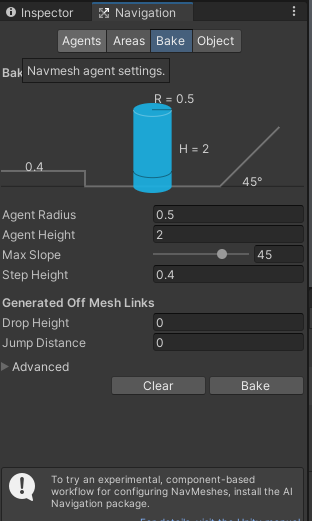 Inspector
Navigation
Agents
Areas
Bake
Object
Bak
Navmesh agent settings.
R = 0.5
H = 2
0.4
45°
Agent Radius
0.5
Agent Height
2
Max Slope
45
Step Height
0.4
Generated Off Mesh Links
Drop Height
0
Jump Distance
0
Advanced
Clear
Bake
To try an experimental, component-based
workflow for configuring NavMeshes, install the AI
Navigation package.